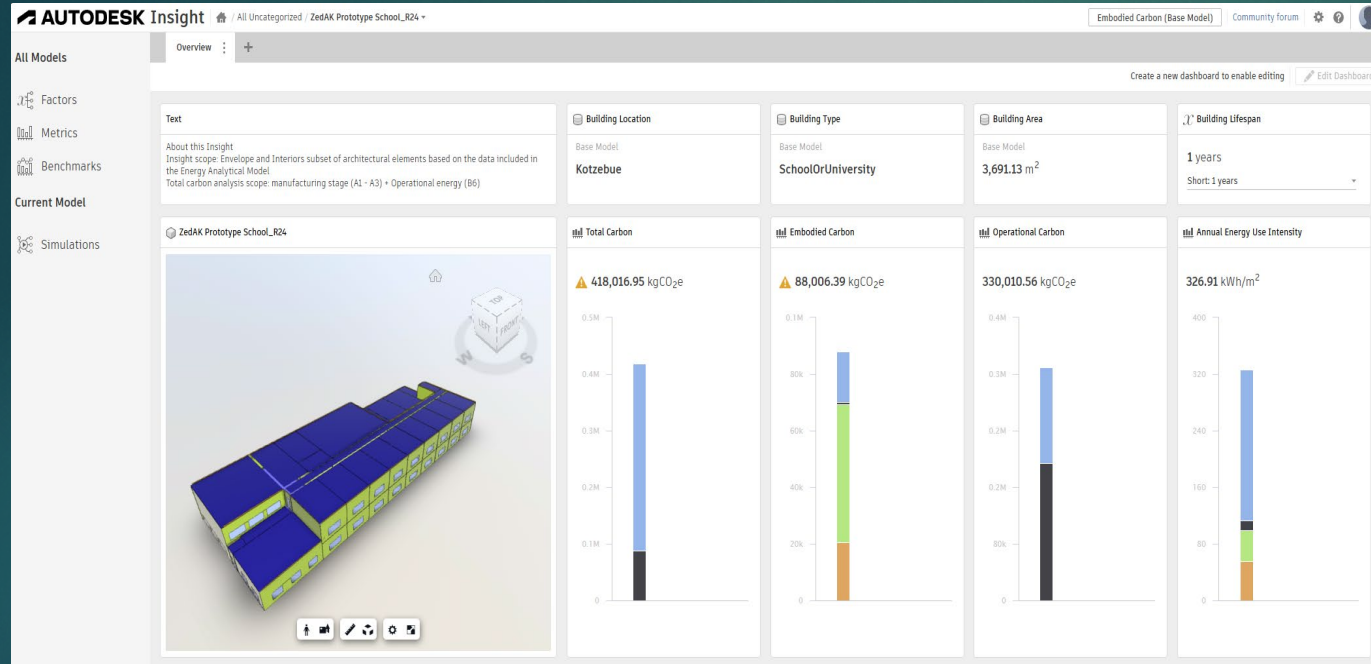 AUTODESK Insight / All Uncategorized / ZedAK Prototype School_R24
Embodied Carbon (Base Model) Community forum
All Models
Factors
Metrics
Benchmarks
Current Model
Simulations
Overview
Create a new dashboard to enable editing Edit Dashboard
Text
About this Insight
Insight scope: Envelope and Interiors subset of architectural elements based on the data included in
the Energy Analytical Model
Total carbon analysis scope: manufacturing stage (A1 - A3) + Operational energy (B6)
Building Location
Base Model
Kotzebue
Building Type
Base Model
SchoolOrUniversity
Building Area
Base Model
3,691.13 m²
Building Lifespan
1 years
Short: 1 years
ZedAK Prototype School_R24
TOP
LEFT
FRONT
W
S
Total Carbon
418,016.95 kgCO₂e
0.5M
0.4M
0.3M
0.2M
0.1M
0
Embodied Carbon
88,006.39 kgCO₂e
0.1M
80k
60k
40k
20k
0
Operational Carbon
330,010.56 kgCO₂e
0.4M
0.3M
0.2M
0.2M
80k
0
Annual Energy Use Intensity
326.91 kWh/m²
400
320
240
160
80
0